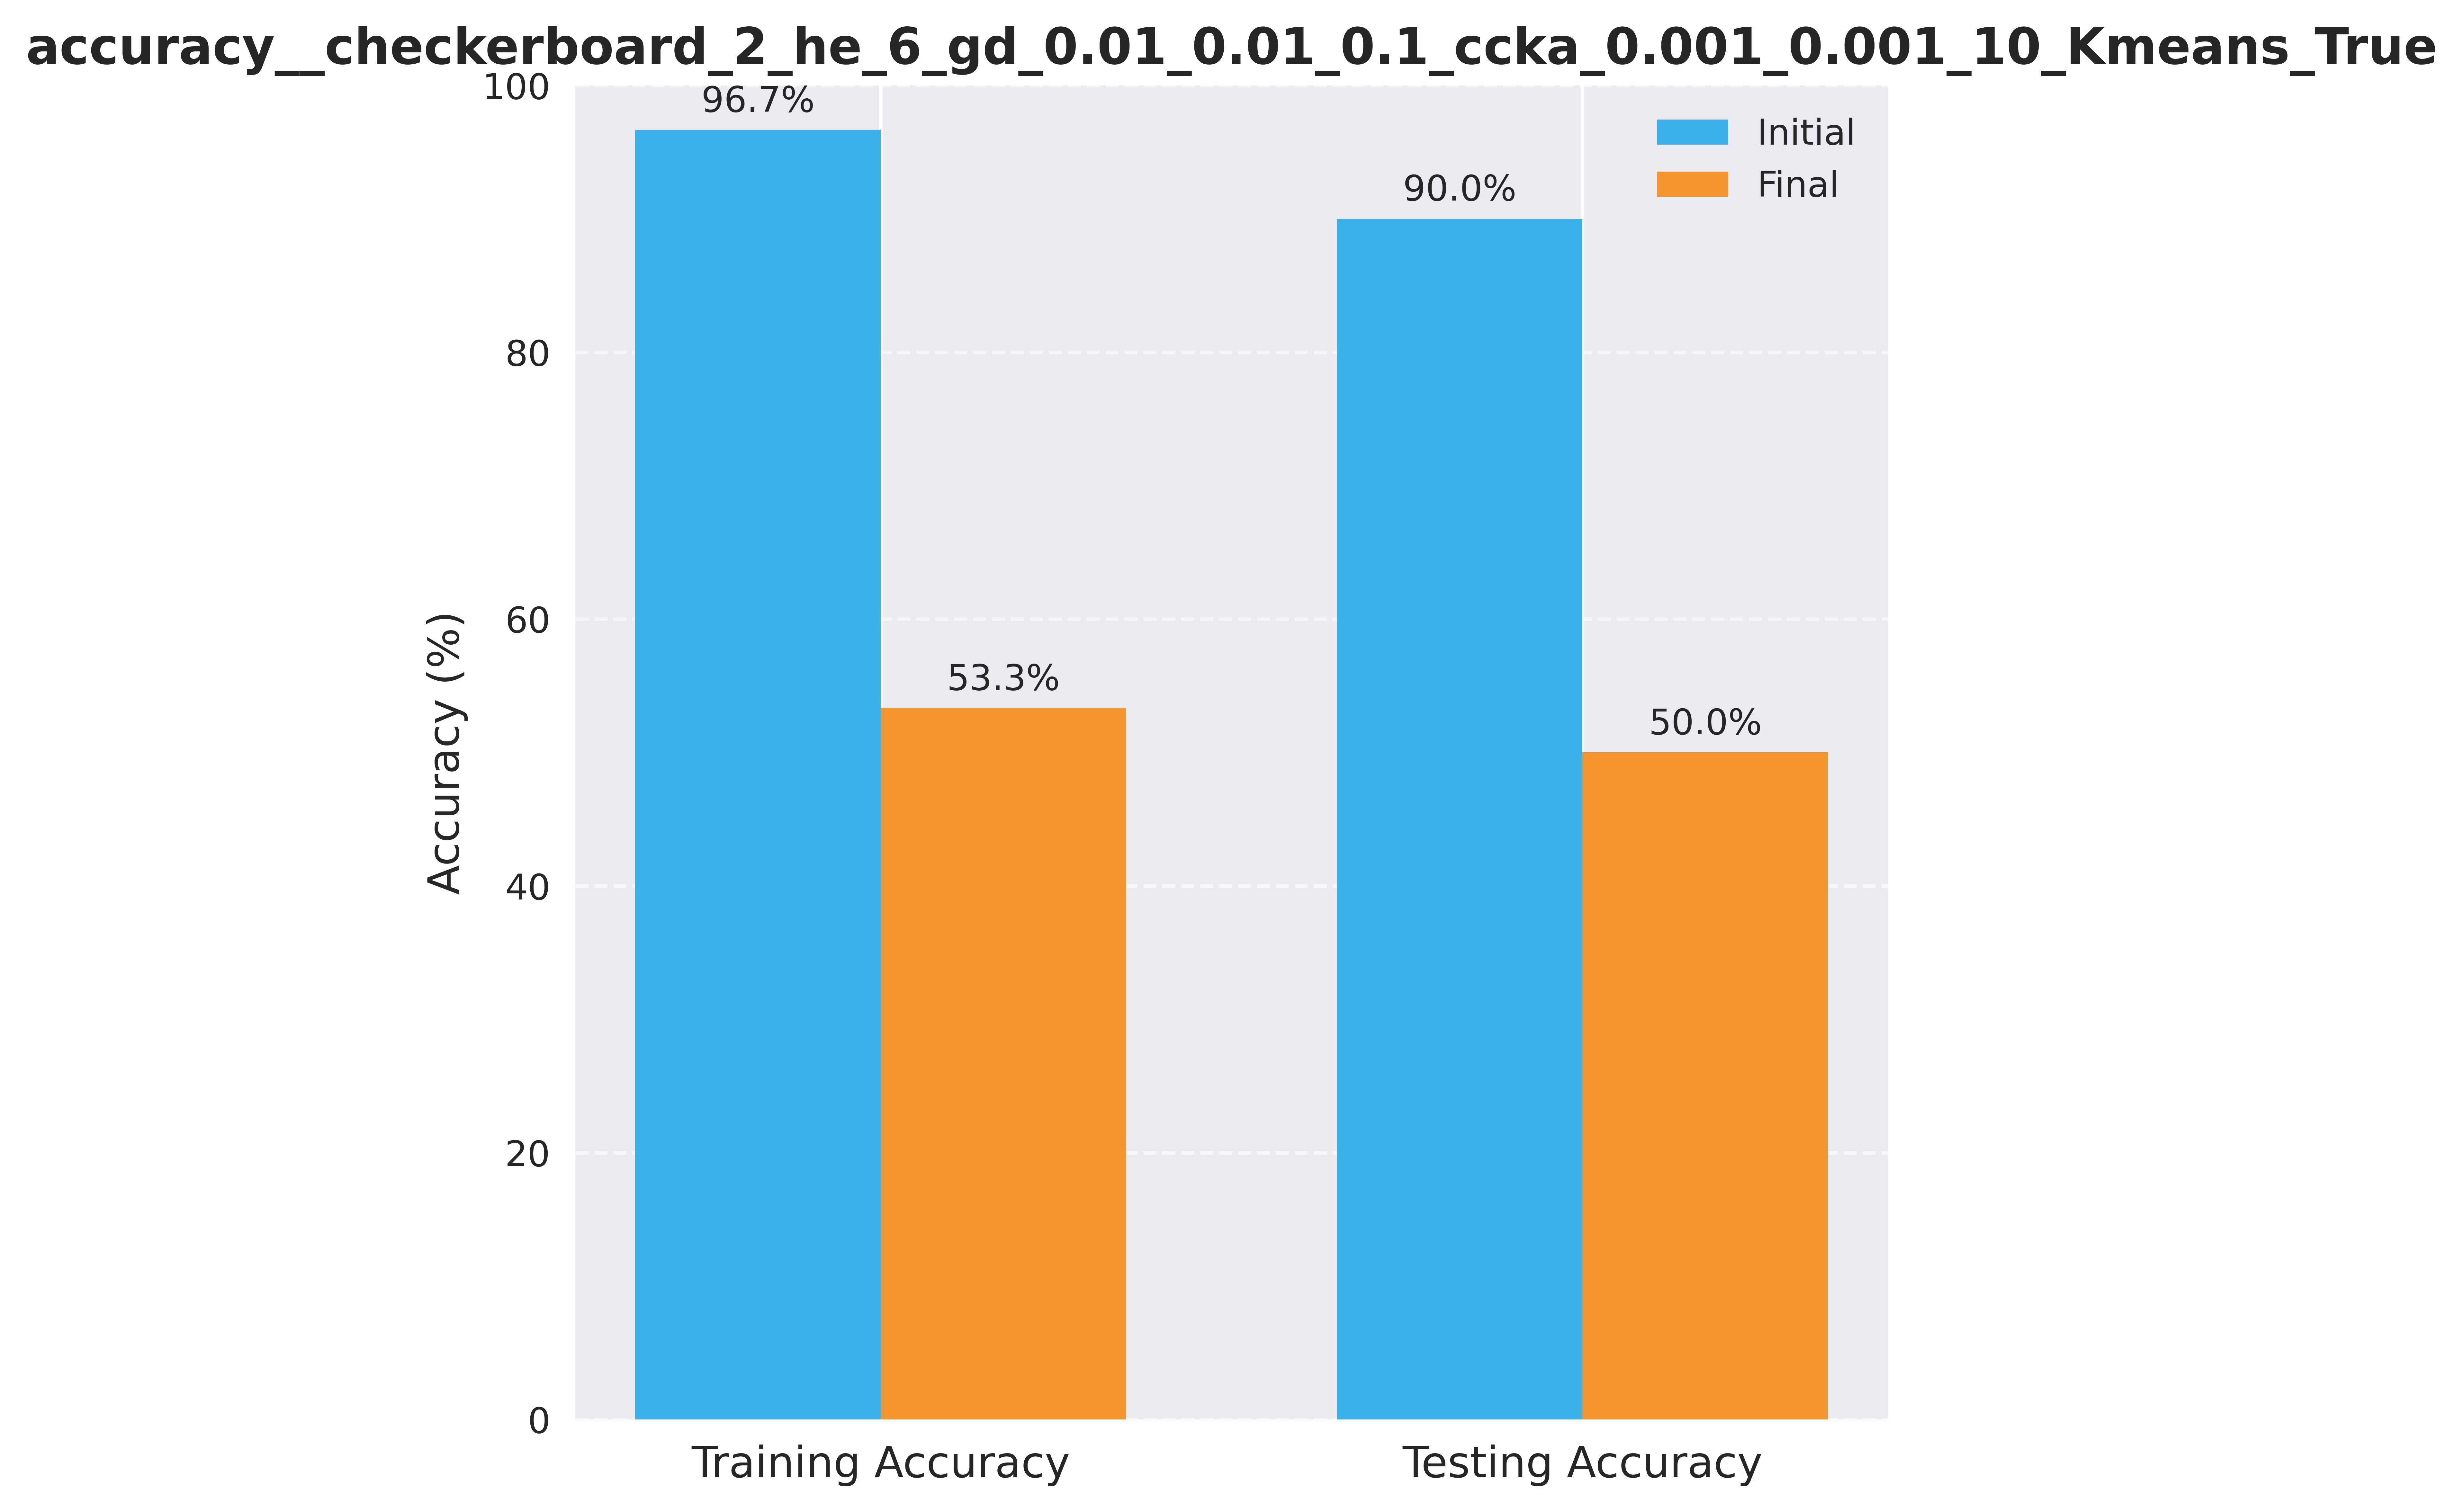 accuracy__checkerboard_2_he_6_gd_0.01_0.01_0.1_ccka_0.001_0.001_10_Kmeans_True
100
96.7%
Initial
90.0%
Final
80
60
53.3%
50.0%
Accuracy (%)
40
20
0
Training Accuracy
Testing Accuracy